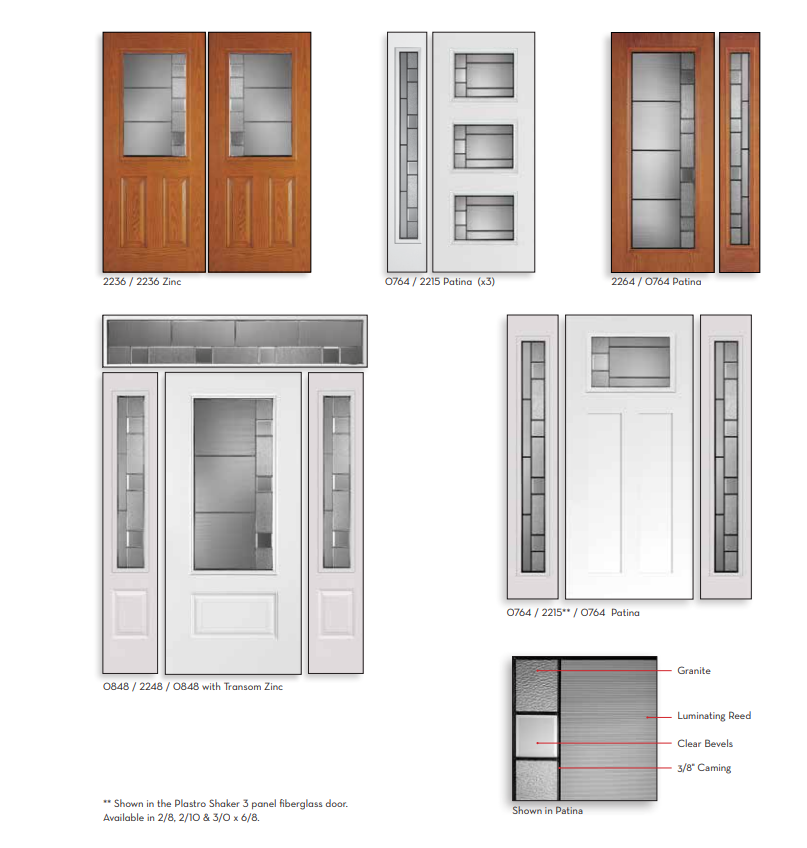 2236 / 2236 Zinc
0764 / 2215 Patina (x3)
2264 / 0764 Patina
0848 / 2248 / 0848 with Transom Zinc
0764 / 2215** / 0764 Patina
Granite
Luminating Reed
Clear Bevels
3/8" Caming
Shown in Patina
** Shown in the Plastro Shaker 3 panel fiberglass door.
Available in 2/8, 2/10 & 3/0 x 6/8.